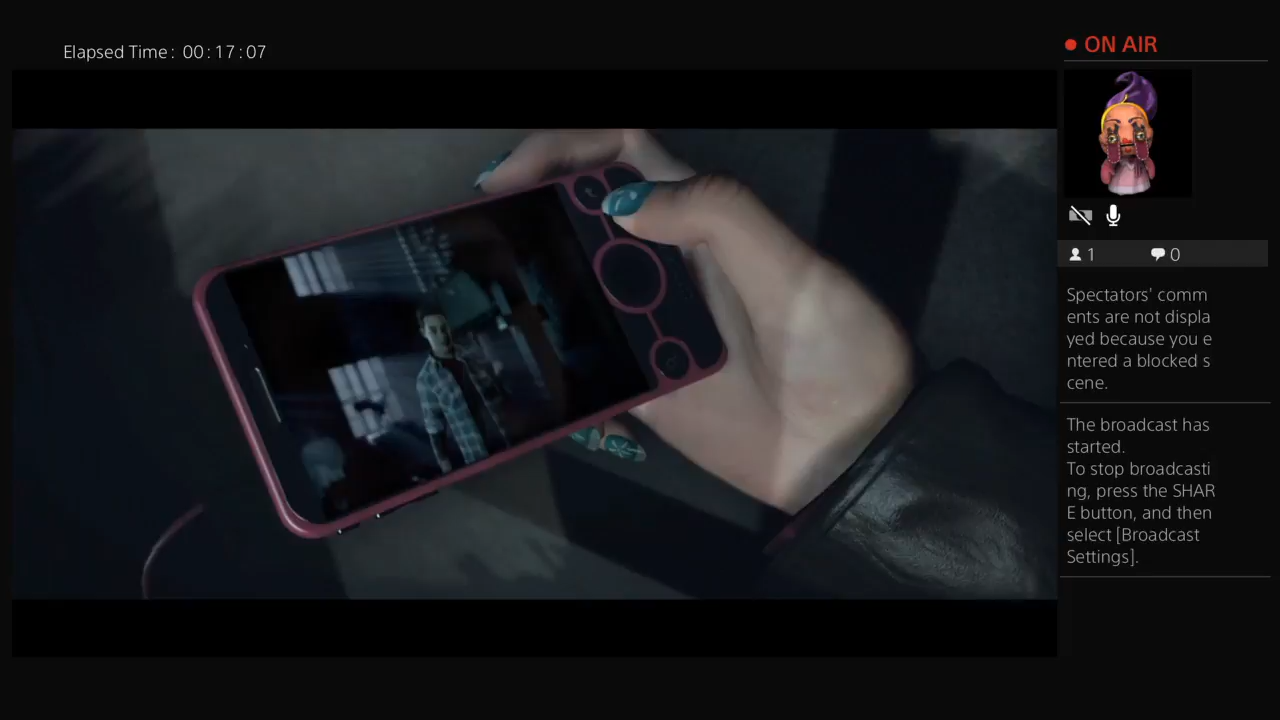 Elapsed Time: 00:17:07
ON AIR
1
0
Spectators' comm
ents are not displa
yed because you e
ntered a blocked s
cene.
The broadcast has
started.
To stop broadcasti
ng, press the SHAR
E button, and then
select [Broadcast
Settings].